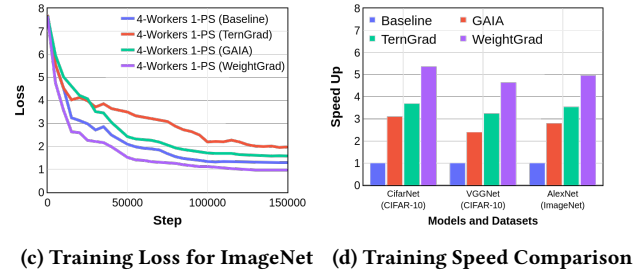 8
7
6
5
4
3
2
1
0
Loss
4-Workers 1-PS (Baseline)
4-Workers 1-PS (TernGrad)
4-Workers 1-PS (GAIA)
4-Workers 1-PS (WeightGrad)
0 50000 100000 150000
Step
(c) Training Loss for ImageNet
8
7
6
5
4
3
2
1
0
Speed Up
Baseline GAIA
TernGrad WeightGrad
CifarNet VGGNet AlexNet
(CIFAR-10) (CIFAR-10) (ImageNet)
Models and Datasets
(d) Training Speed Comparison